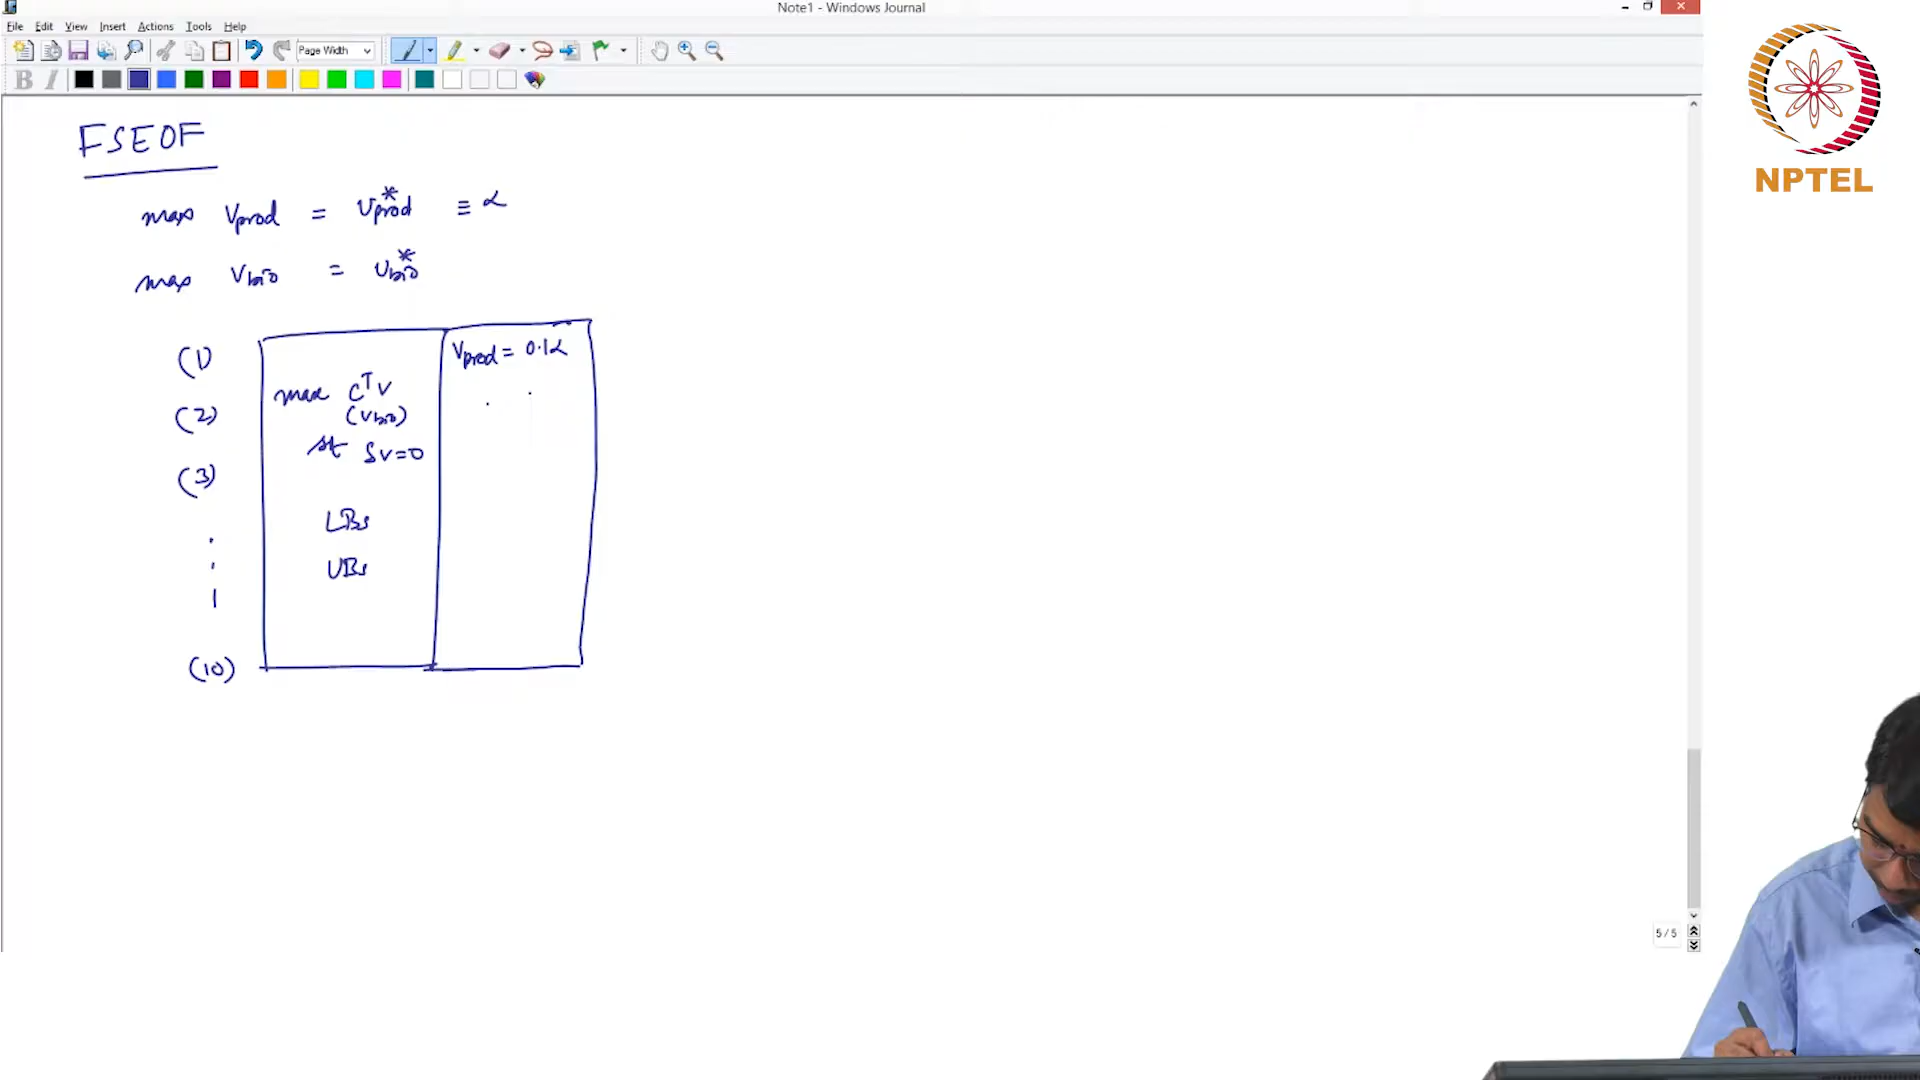 Note1 - Windows Journal
File Edit View Insert Actions Tools Help
Page Width
B I
FSEOF
max vprod = v*prod ≡ α
max vbio = v*bio
(1) vprod = 0.1α
max cᵀv
(2) (vbio)
st Sv=0
(3)
LBs
UBs
(10)
5 / 5
NPTEL